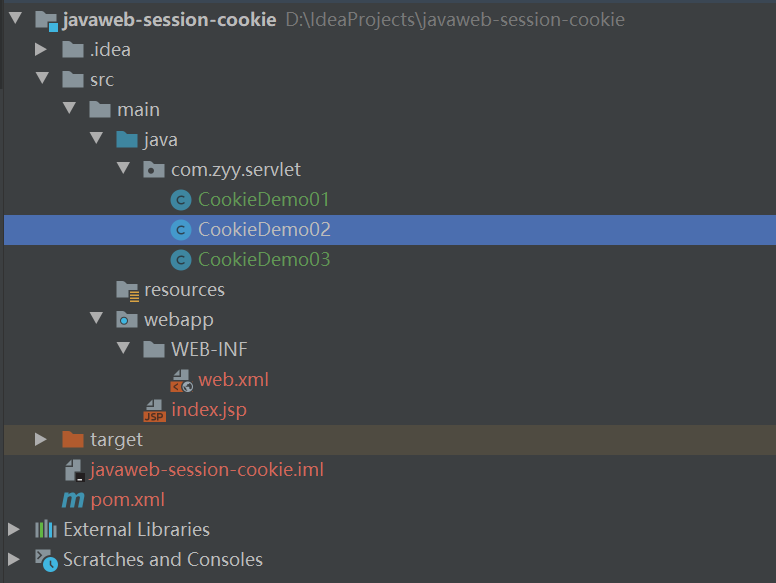 javaweb-session-cookie D:\IdeaProjects\javaweb-session-cookie
.idea
src
main
java
com.zyy.servlet
C CookieDemo01
C CookieDemo02
C CookieDemo03
resources
webapp
WEB-INF
web.xml
JSP index.jsp
target
javaweb-session-cookie.iml
m pom.xml
External Libraries
Scratches and Consoles